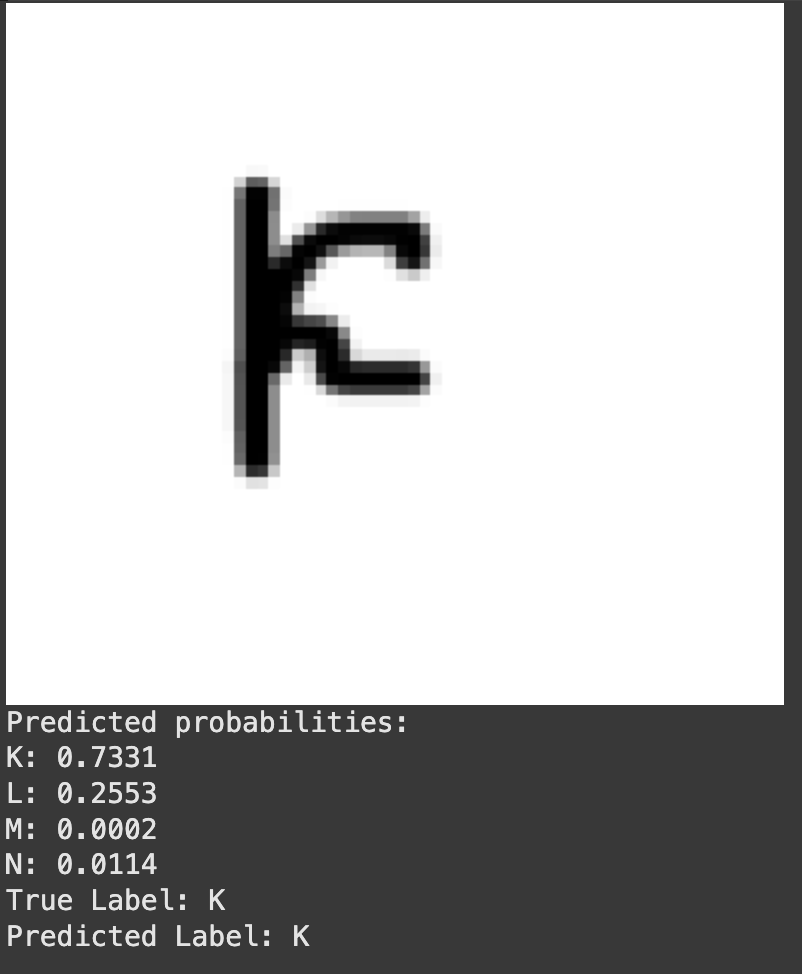 K
Predicted probabilities:
K: 0.7331
L: 0.2553
M: 0.0002
N: 0.0114
True Label: K
Predicted Label: K